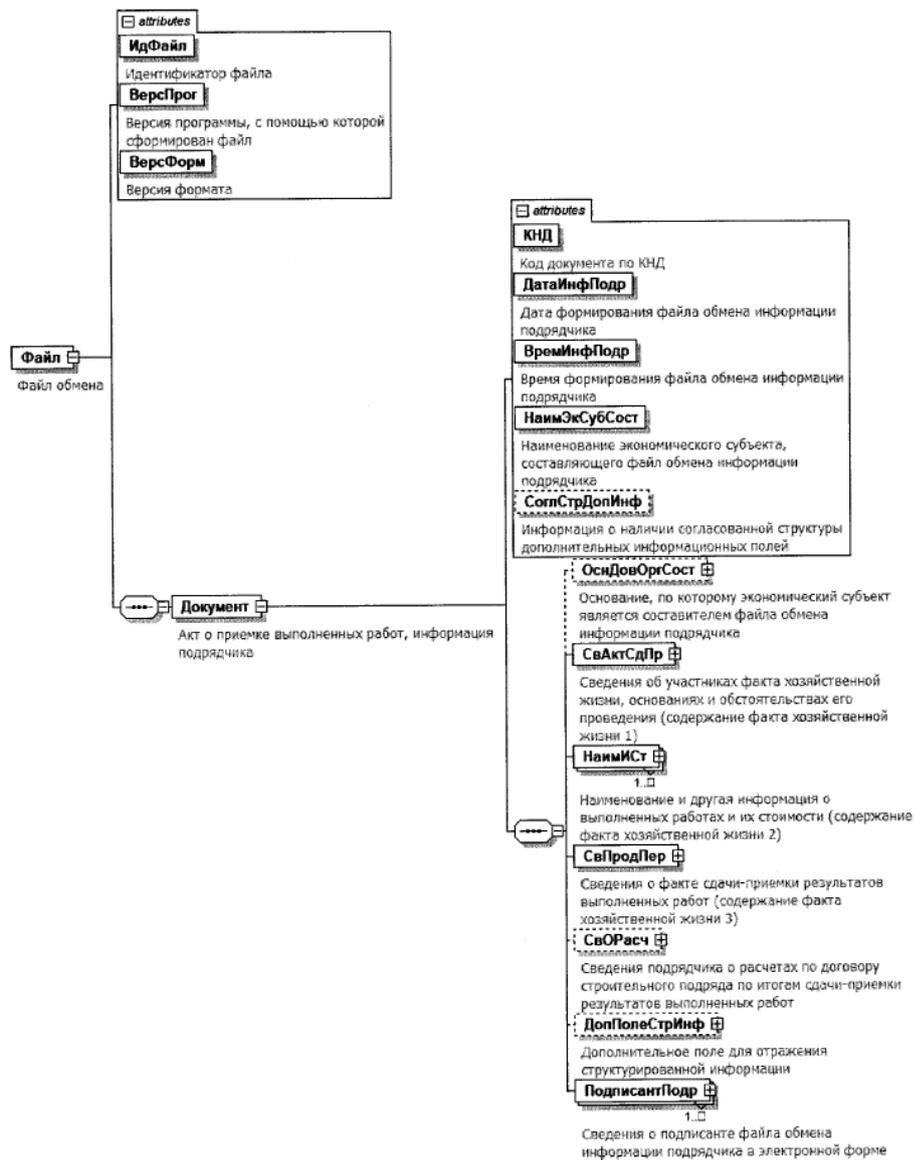 attributes
ИдФайл
Идентификатор файла
ВерсПрог
Версия программы, с помощью которой
сформирован файл
ВерсФорм
Версия формата
attributes
КНД
Код документа по КНД
ДатаИнфПодр
Дата формирования файла обмена информации
подрядчика
ВремИнфПодр
Время формирования файла обмена информации
подрядчика
НаимЭкСубСост
Наименование экономического субъекта,
составляющего файл обмена информации
подрядчика
СоглСтрДопИнф
Информация о наличии согласованной структуры
дополнительных информационных полей
Файл
Файл обмена
Документ
Акт о приемке выполненных работ, информация
подрядчика
ОснДовОргСост
Основание, по которому экономический субъект
является составителем файла обмена
информации подрядчика
СвАктСдПр
Сведения об участниках факта хозяйственной
жизни, основаниях и обстоятельствах его
проведения (содержание факта хозяйственной
жизни 1)
НаимИСт
1..□
Наименование и другая информация о
выполненных работах и их стоимости (содержание
факта хозяйственной жизни 2)
СвПродПер
Сведения о факте сдачи-приемки результатов
выполненных работ (содержание факта
хозяйственной жизни 3)
СвОРасч
Сведения подрядчика о расчетах по договору
строительного подряда по итогам сдачи-приемки
результатов выполненных работ
ДопПолеСтрИнф
Дополнительное поле для отражения
структурированной информации
ПодписантПодр
1..□
Сведения о подписанте файла обмена
информации подрядчика в электронной форме